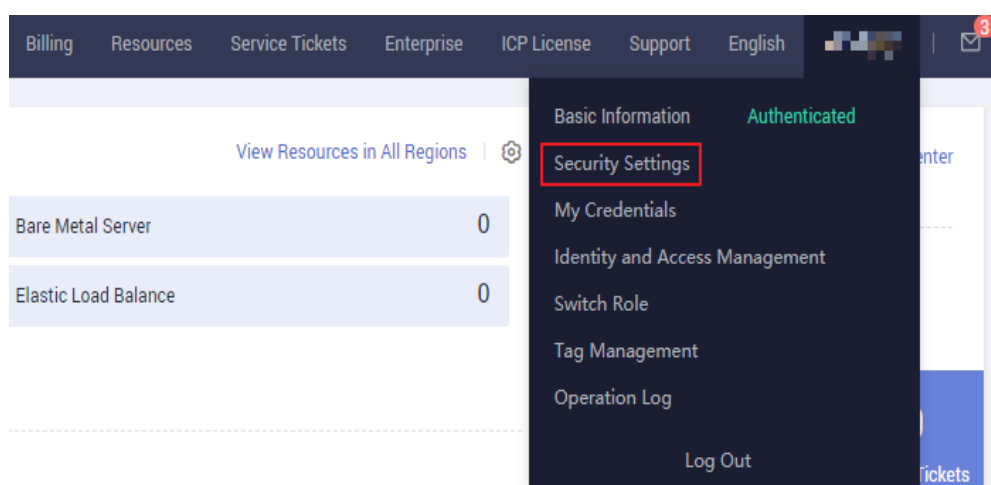 Billing Resources Service Tickets Enterprise ICP License Support English 3
Basic Information Authenticated
View Resources in All Regions
Security Settings
enter
My Credentials
Bare Metal Server 0
Identity and Access Management
Elastic Load Balance 0
Switch Role
Tag Management
Operation Log
Log Out
Tickets